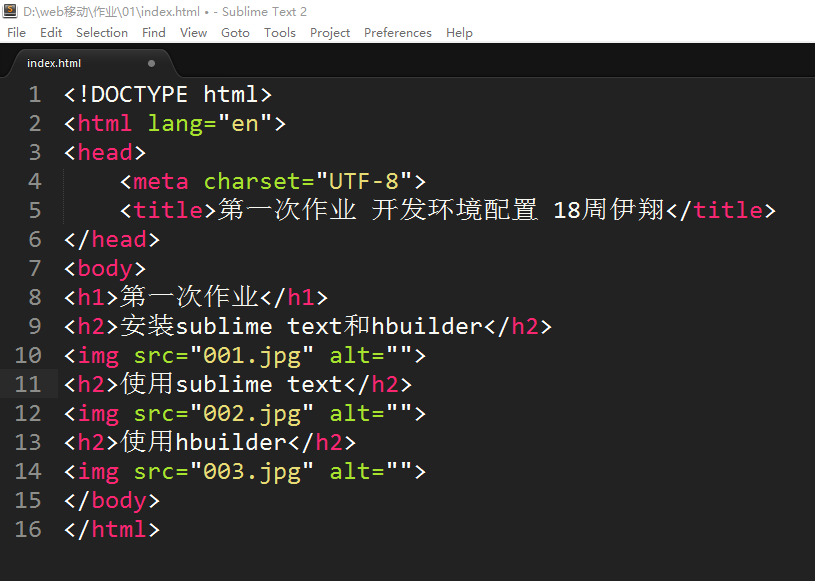 D:\web移动\作业\01\index.html • - Sublime Text 2
File Edit Selection Find View Goto Tools Project Preferences Help
index.html
1 <!DOCTYPE html>
2 <html lang="en">
3 <head>
4 <meta charset="UTF-8">
5 <title>第一次作业 开发环境配置 18周伊翔</title>
6 </head>
7 <body>
8 <h1>第一次作业</h1>
9 <h2>安装sublime text和hbuilder</h2>
10 <img src="001.jpg" alt="">
11 <h2>使用sublime text</h2>
12 <img src="002.jpg" alt="">
13 <h2>使用hbuilder</h2>
14 <img src="003.jpg" alt="">
15 </body>
16 </html>